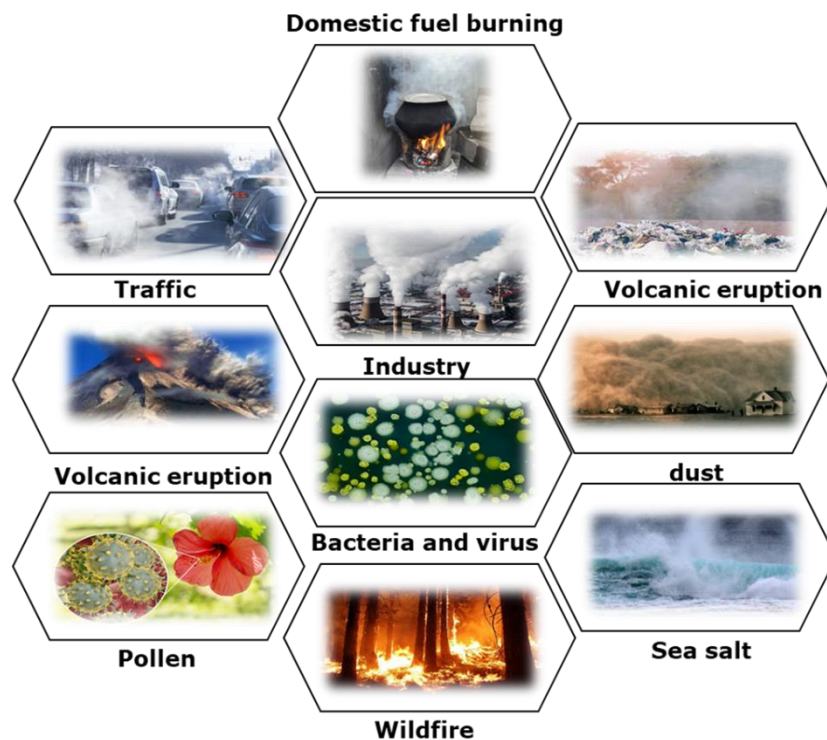 Domestic fuel burning
Traffic
Volcanic eruption
Industry
Volcanic eruption
dust
Bacteria and virus
Pollen
Sea salt
Wildfire